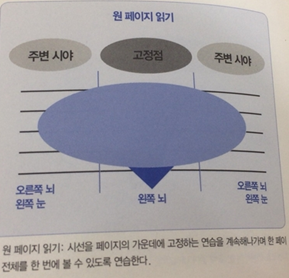 원 페이지 읽기
주변 시야 고정점 주변 시야
오른쪽 뇌 왼쪽 뇌 오른쪽 뇌
왼쪽 눈 왼쪽 눈
원 페이지 읽기: 시선을 페이지의 가운데에 고정하는 연습을 계속해나가며 한 페이
전체를 한 번에 볼 수 있도록 연습한다.